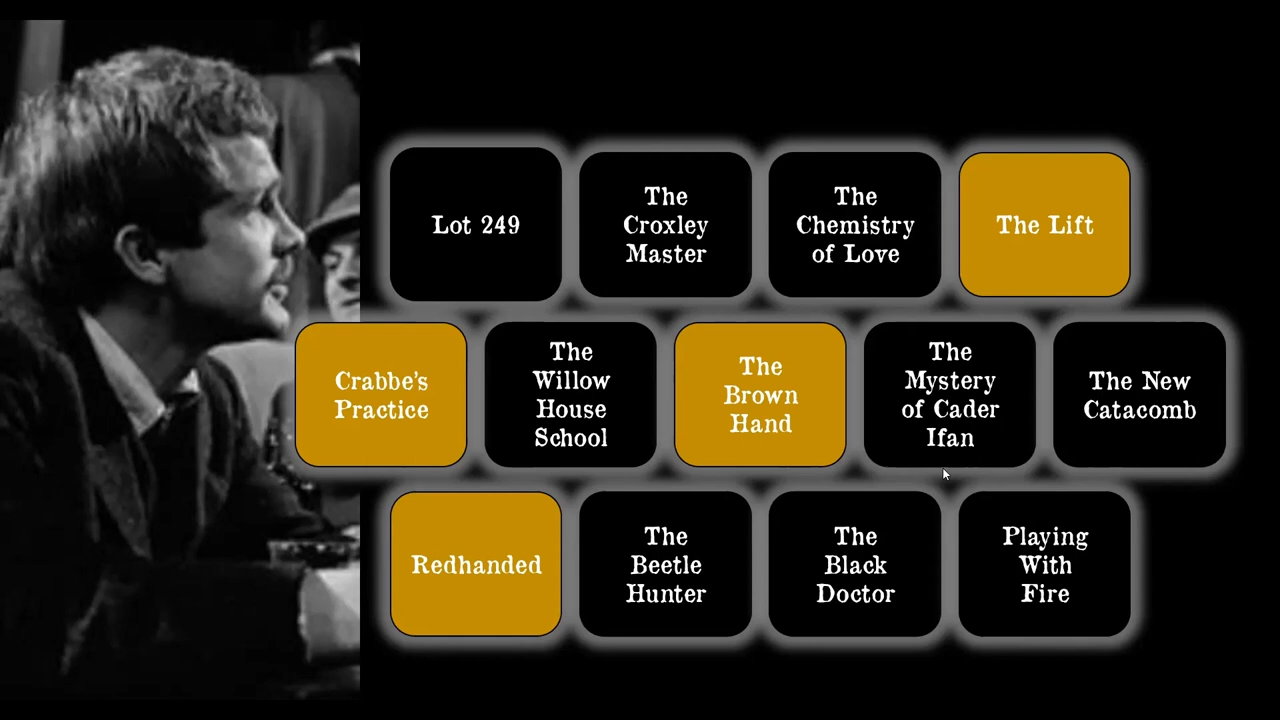 Lot 249
The
Croxley
Master
The
Chemistry
of Love
The Lift
Crabbe's
Practice
The
Willow
House
School
The
Brown
Hand
The
Mystery
of Cader
Ifan
The New
Catacomb
Redhanded
The
Beetle
Hunter
The
Black
Doctor
Playing
With
Fire